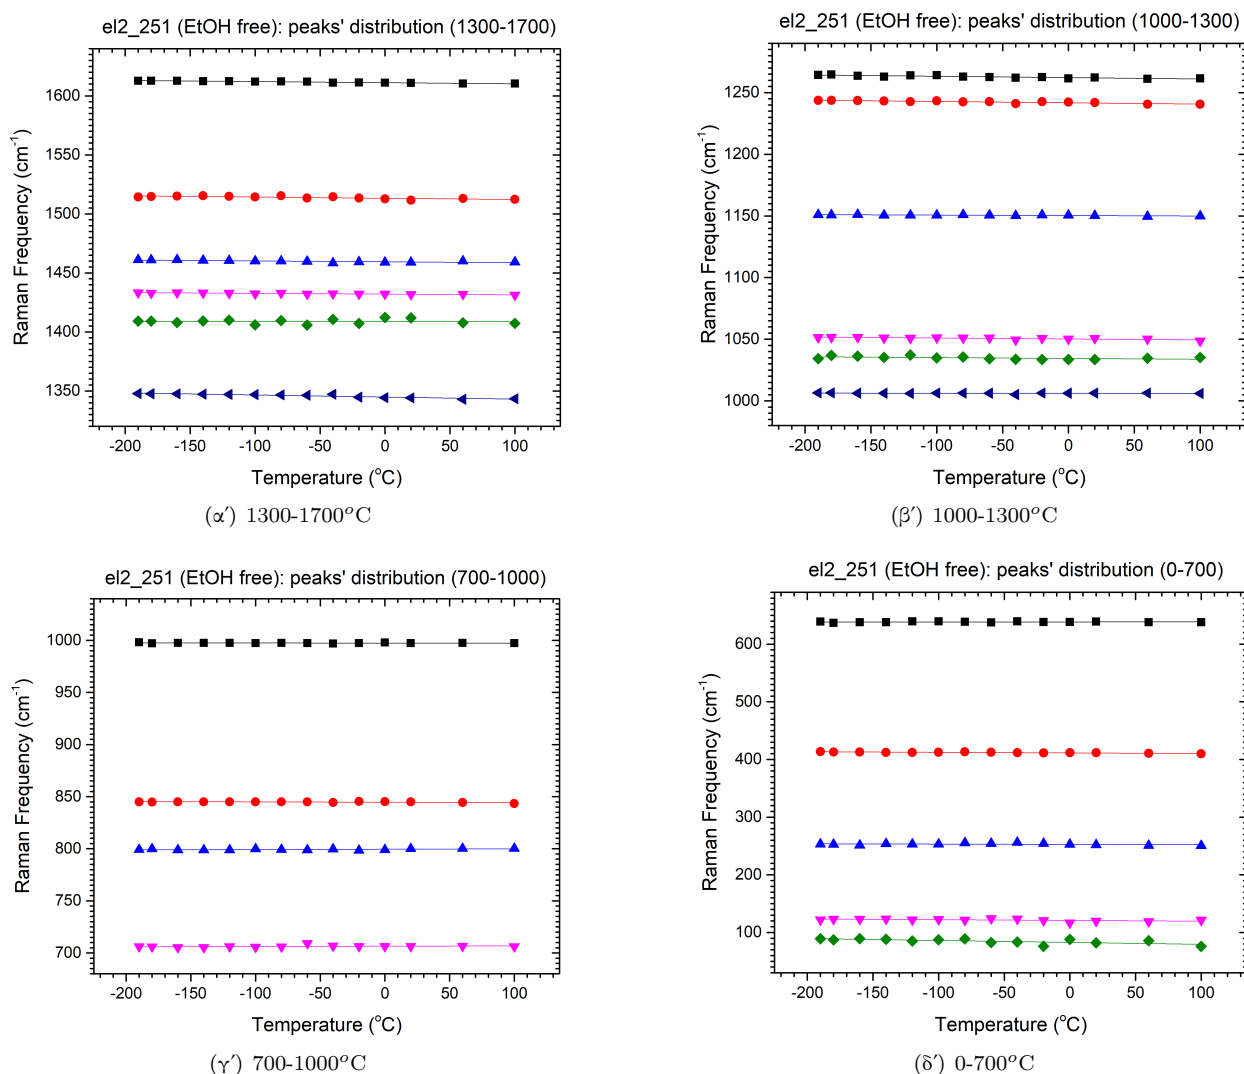 el2_251 (EtOH free): peaks' distribution (1300-1700)
1600
1550
1500
1450
1400
1350
Raman Frequency (cm⁻¹)
-200 -150 -100 -50 0 50 100
Temperature (°C)
(α′) 1300-1700°C
el2_251 (EtOH free): peaks' distribution (1000-1300)
1250
1200
1150
1100
1050
1000
Raman Frequency (cm⁻¹)
-200 -150 -100 -50 0 50 100
Temperature (°C)
(β′) 1000-1300°C
el2_251 (EtOH free): peaks' distribution (700-1000)
1000
950
900
850
800
750
700
Raman Frequency (cm⁻¹)
-200 -150 -100 -50 0 50 100
Temperature (°C)
(γ′) 700-1000°C
el2_251 (EtOH free): peaks' distribution (0-700)
600
500
400
300
200
100
Raman Frequency (cm⁻¹)
-200 -150 -100 -50 0 50 100
Temperature (°C)
(δ′) 0-700°C